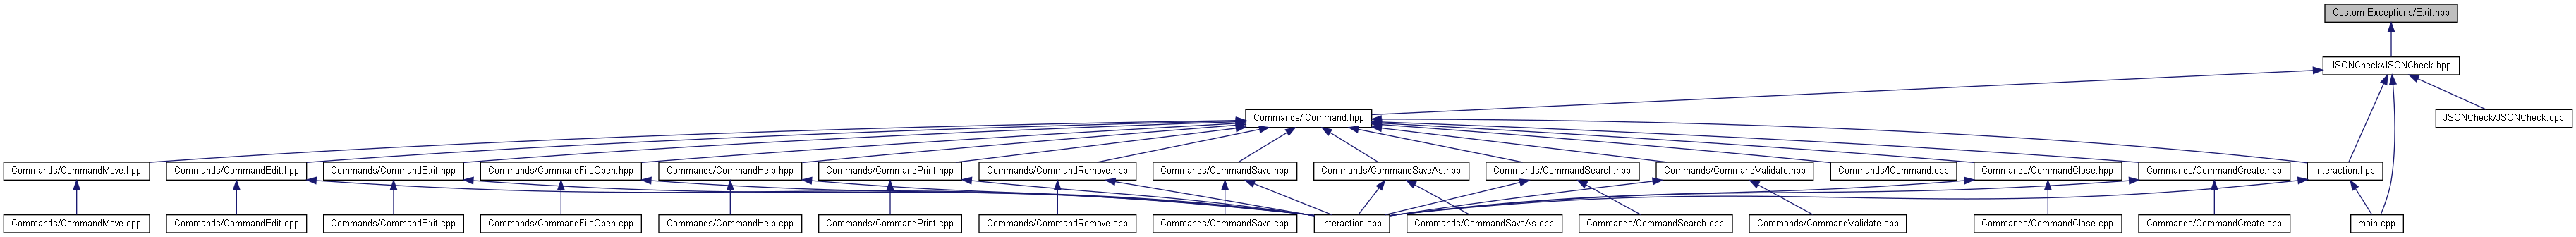 Custom Exceptions/Exit.hpp
JSONCheck/JSONCheck.hpp
Commands/ICommand.hpp
JSONCheck/JSONCheck.cpp
Commands/CommandMove.hpp
Commands/CommandEdit.hpp
Commands/CommandExit.hpp
Commands/CommandFileOpen.hpp
Commands/CommandHelp.hpp
Commands/CommandPrint.hpp
Commands/CommandRemove.hpp
Commands/CommandSave.hpp
Commands/CommandSaveAs.hpp
Commands/CommandSearch.hpp
Commands/CommandValidate.hpp
Commands/ICommand.cpp
Commands/CommandClose.hpp
Commands/CommandCreate.hpp
Interaction.hpp
Commands/CommandMove.cpp
Commands/CommandEdit.cpp
Commands/CommandExit.cpp
Commands/CommandFileOpen.cpp
Commands/CommandHelp.cpp
Commands/CommandPrint.cpp
Commands/CommandRemove.cpp
Commands/CommandSave.cpp
Interaction.cpp
Commands/CommandSaveAs.cpp
Commands/CommandSearch.cpp
Commands/CommandValidate.cpp
Commands/CommandClose.cpp
Commands/CommandCreate.cpp
main.cpp